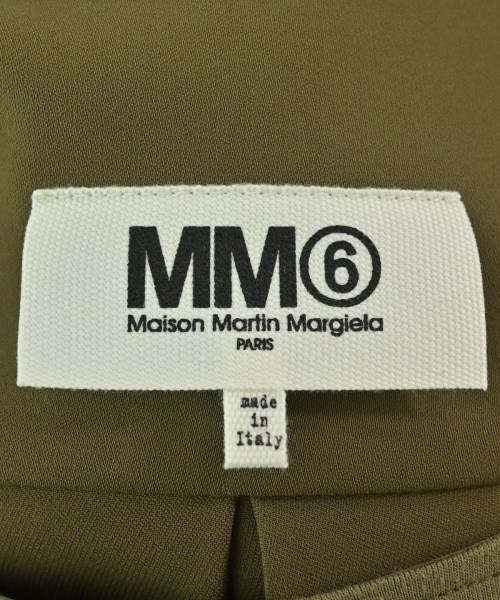 MM⑥
Maison Martin Margiela
PARIS
made
in
Italy